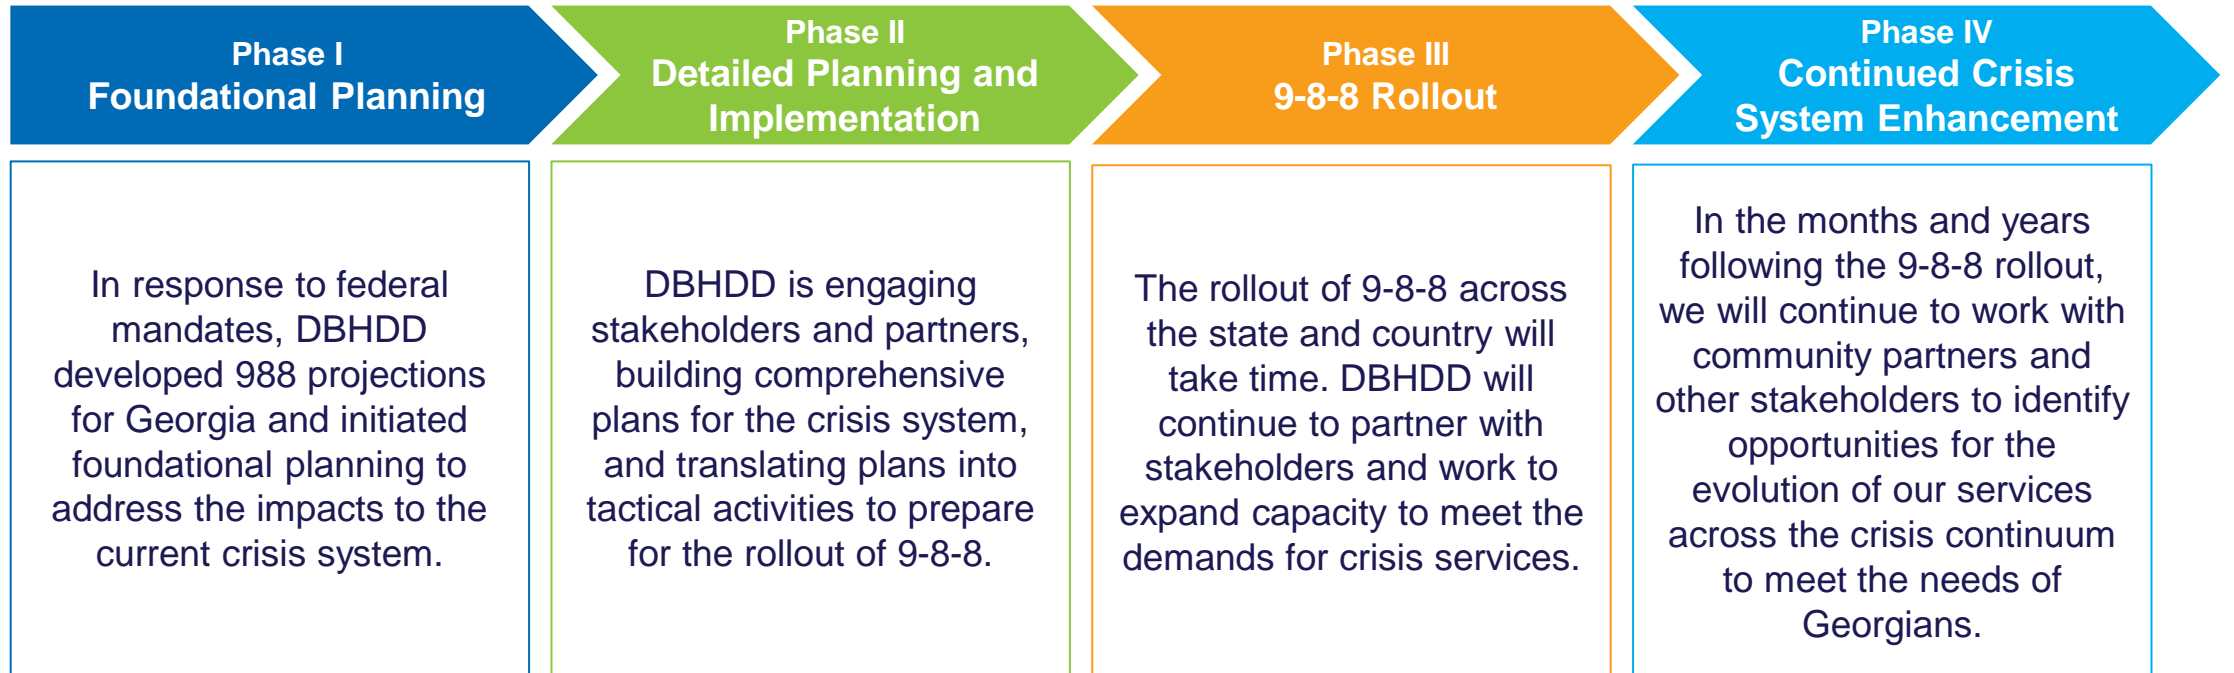 Phase I
Foundational Planning
Phase II
Detailed Planning and
Implementation
Phase III
9-8-8 Rollout
Phase IV
Continued Crisis
System Enhancement
In response to federal
mandates, DBHDD
developed 988 projections
for Georgia and initiated
foundational planning to
address the impacts to the
current crisis system.
DBHDD is engaging
stakeholders and partners,
building comprehensive
plans for the crisis system,
and translating plans into
tactical activities to prepare
for the rollout of 9-8-8.
The rollout of 9-8-8 across
the state and country will
take time. DBHDD will
continue to partner with
stakeholders and work to
expand capacity to meet the
demands for crisis services.
In the months and years
following the 9-8-8 rollout,
we will continue to work with
community partners and
other stakeholders to identify
opportunities for the
evolution of our services
across the crisis continuum
to meet the needs of
Georgians.